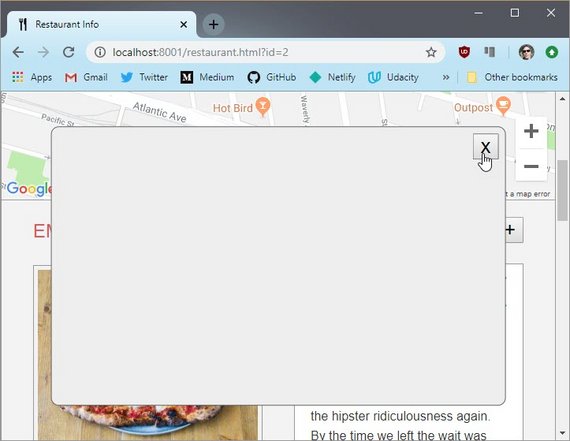 Restaurant Info
localhost:8001/restaurant.html?id=2
Apps Gmail Twitter Medium GitHub Netlify Udacity » Other bookmarks
Atlantic Ave
Hot Bird
Outpost
Pacific St
Waverly
Google
t a map error
+
−
X
EM
+
the hipster ridiculousness again.
By the time we left the wait was